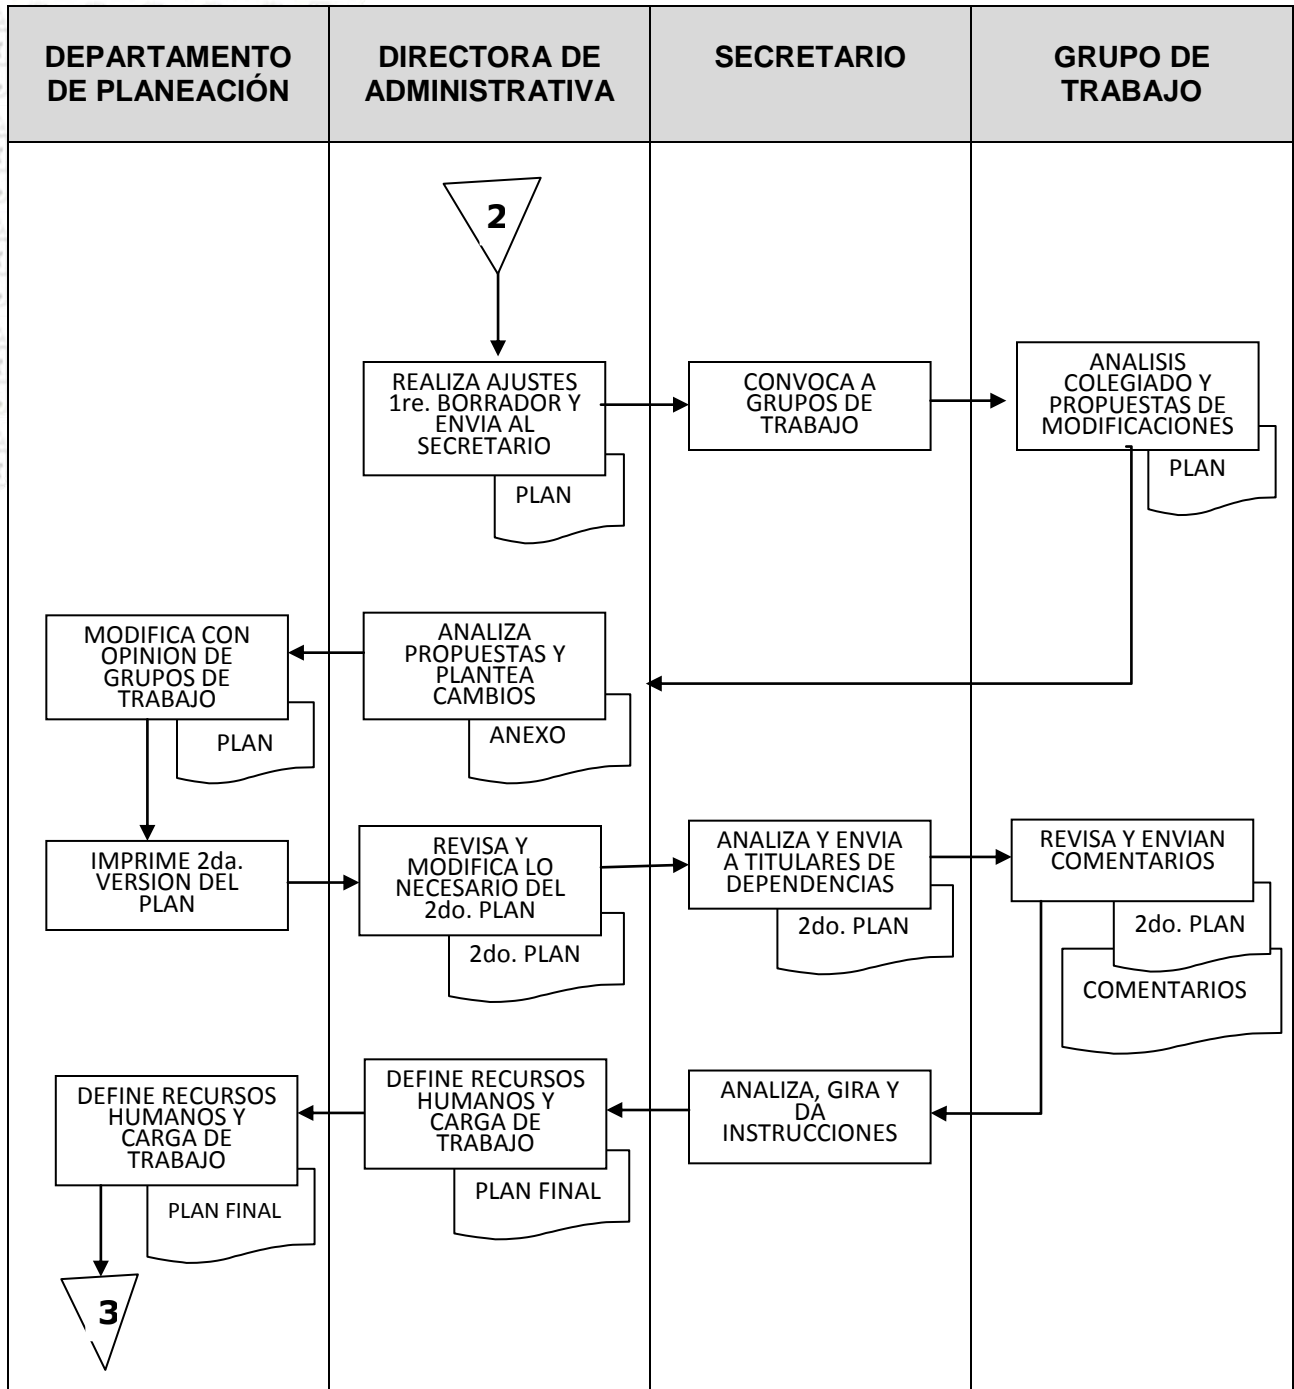 DEPARTAMENTO
DE PLANEACIÓN
DIRECTORA DE
ADMINISTRATIVA
SECRETARIO
GRUPO DE
TRABAJO
2
REALIZA AJUSTES
1re. BORRADOR Y
ENVIA AL
SECRETARIO
PLAN
CONVOCA A
GRUPOS DE
TRABAJO
ANALISIS
COLEGIADO Y
PROPUESTAS DE
MODIFICACIONES
PLAN
MODIFICA CON
OPINION DE
GRUPOS DE
TRABAJO
PLAN
ANALIZA
PROPUESTAS Y
PLANTEA
CAMBIOS
ANEXO
IMPRIME 2da.
VERSION DEL
PLAN
REVISA Y
MODIFICA LO
NECESARIO DEL
2do. PLAN
2do. PLAN
ANALIZA Y ENVIA
A TITULARES DE
DEPENDENCIAS
2do. PLAN
REVISA Y ENVIAN
COMENTARIOS
2do. PLAN
COMENTARIOS
DEFINE RECURSOS
HUMANOS Y
CARGA DE
TRABAJO
PLAN FINAL
DEFINE RECURSOS
HUMANOS Y
CARGA DE
TRABAJO
PLAN FINAL
ANALIZA, GIRA Y
DA
INSTRUCCIONES
3